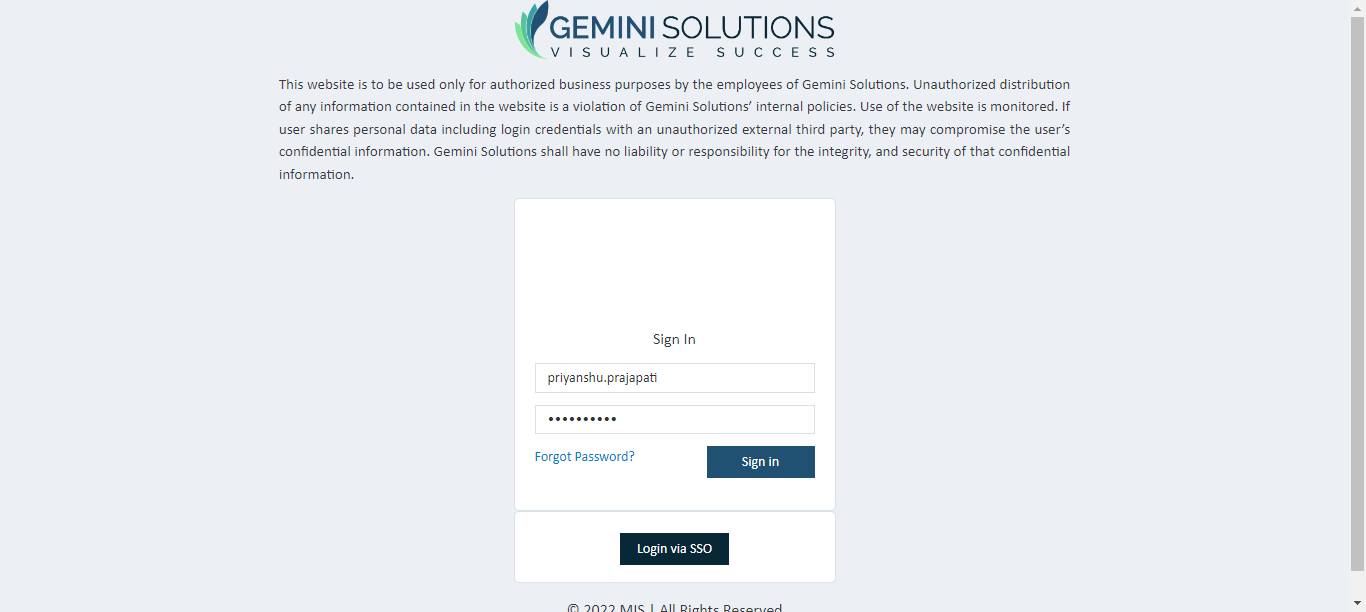 GEMINI SOLUTIONS
VISUALIZE SUCCESS
This website is to be used only for authorized business purposes by the employees of Gemini Solutions. Unauthorized distribution
of any information contained in the website is a violation of Gemini Solutions’ internal policies. Use of the website is monitored. If
user shares personal data including login credentials with an unauthorized external third party, they may compromise the user’s
confidential information. Gemini Solutions shall have no liability or responsibility for the integrity, and security of that confidential
information.
Sign In
priyanshu.prajapati
••••••••••
Forgot Password?
Sign in
Login via SSO
© 2022 MIS | All Rights Reserved